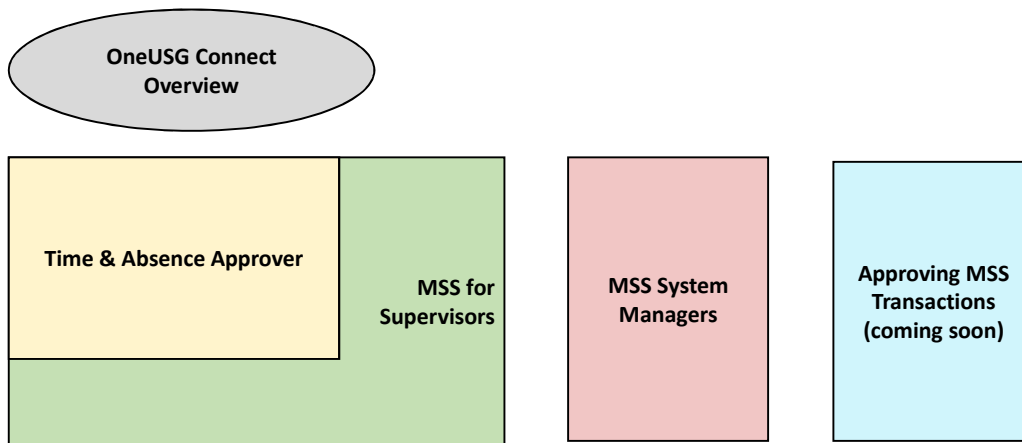 OneUSG Connect
Overview
Time & Absence Approver
MSS for
Supervisors
MSS System
Managers
Approving MSS
Transactions
(coming soon)